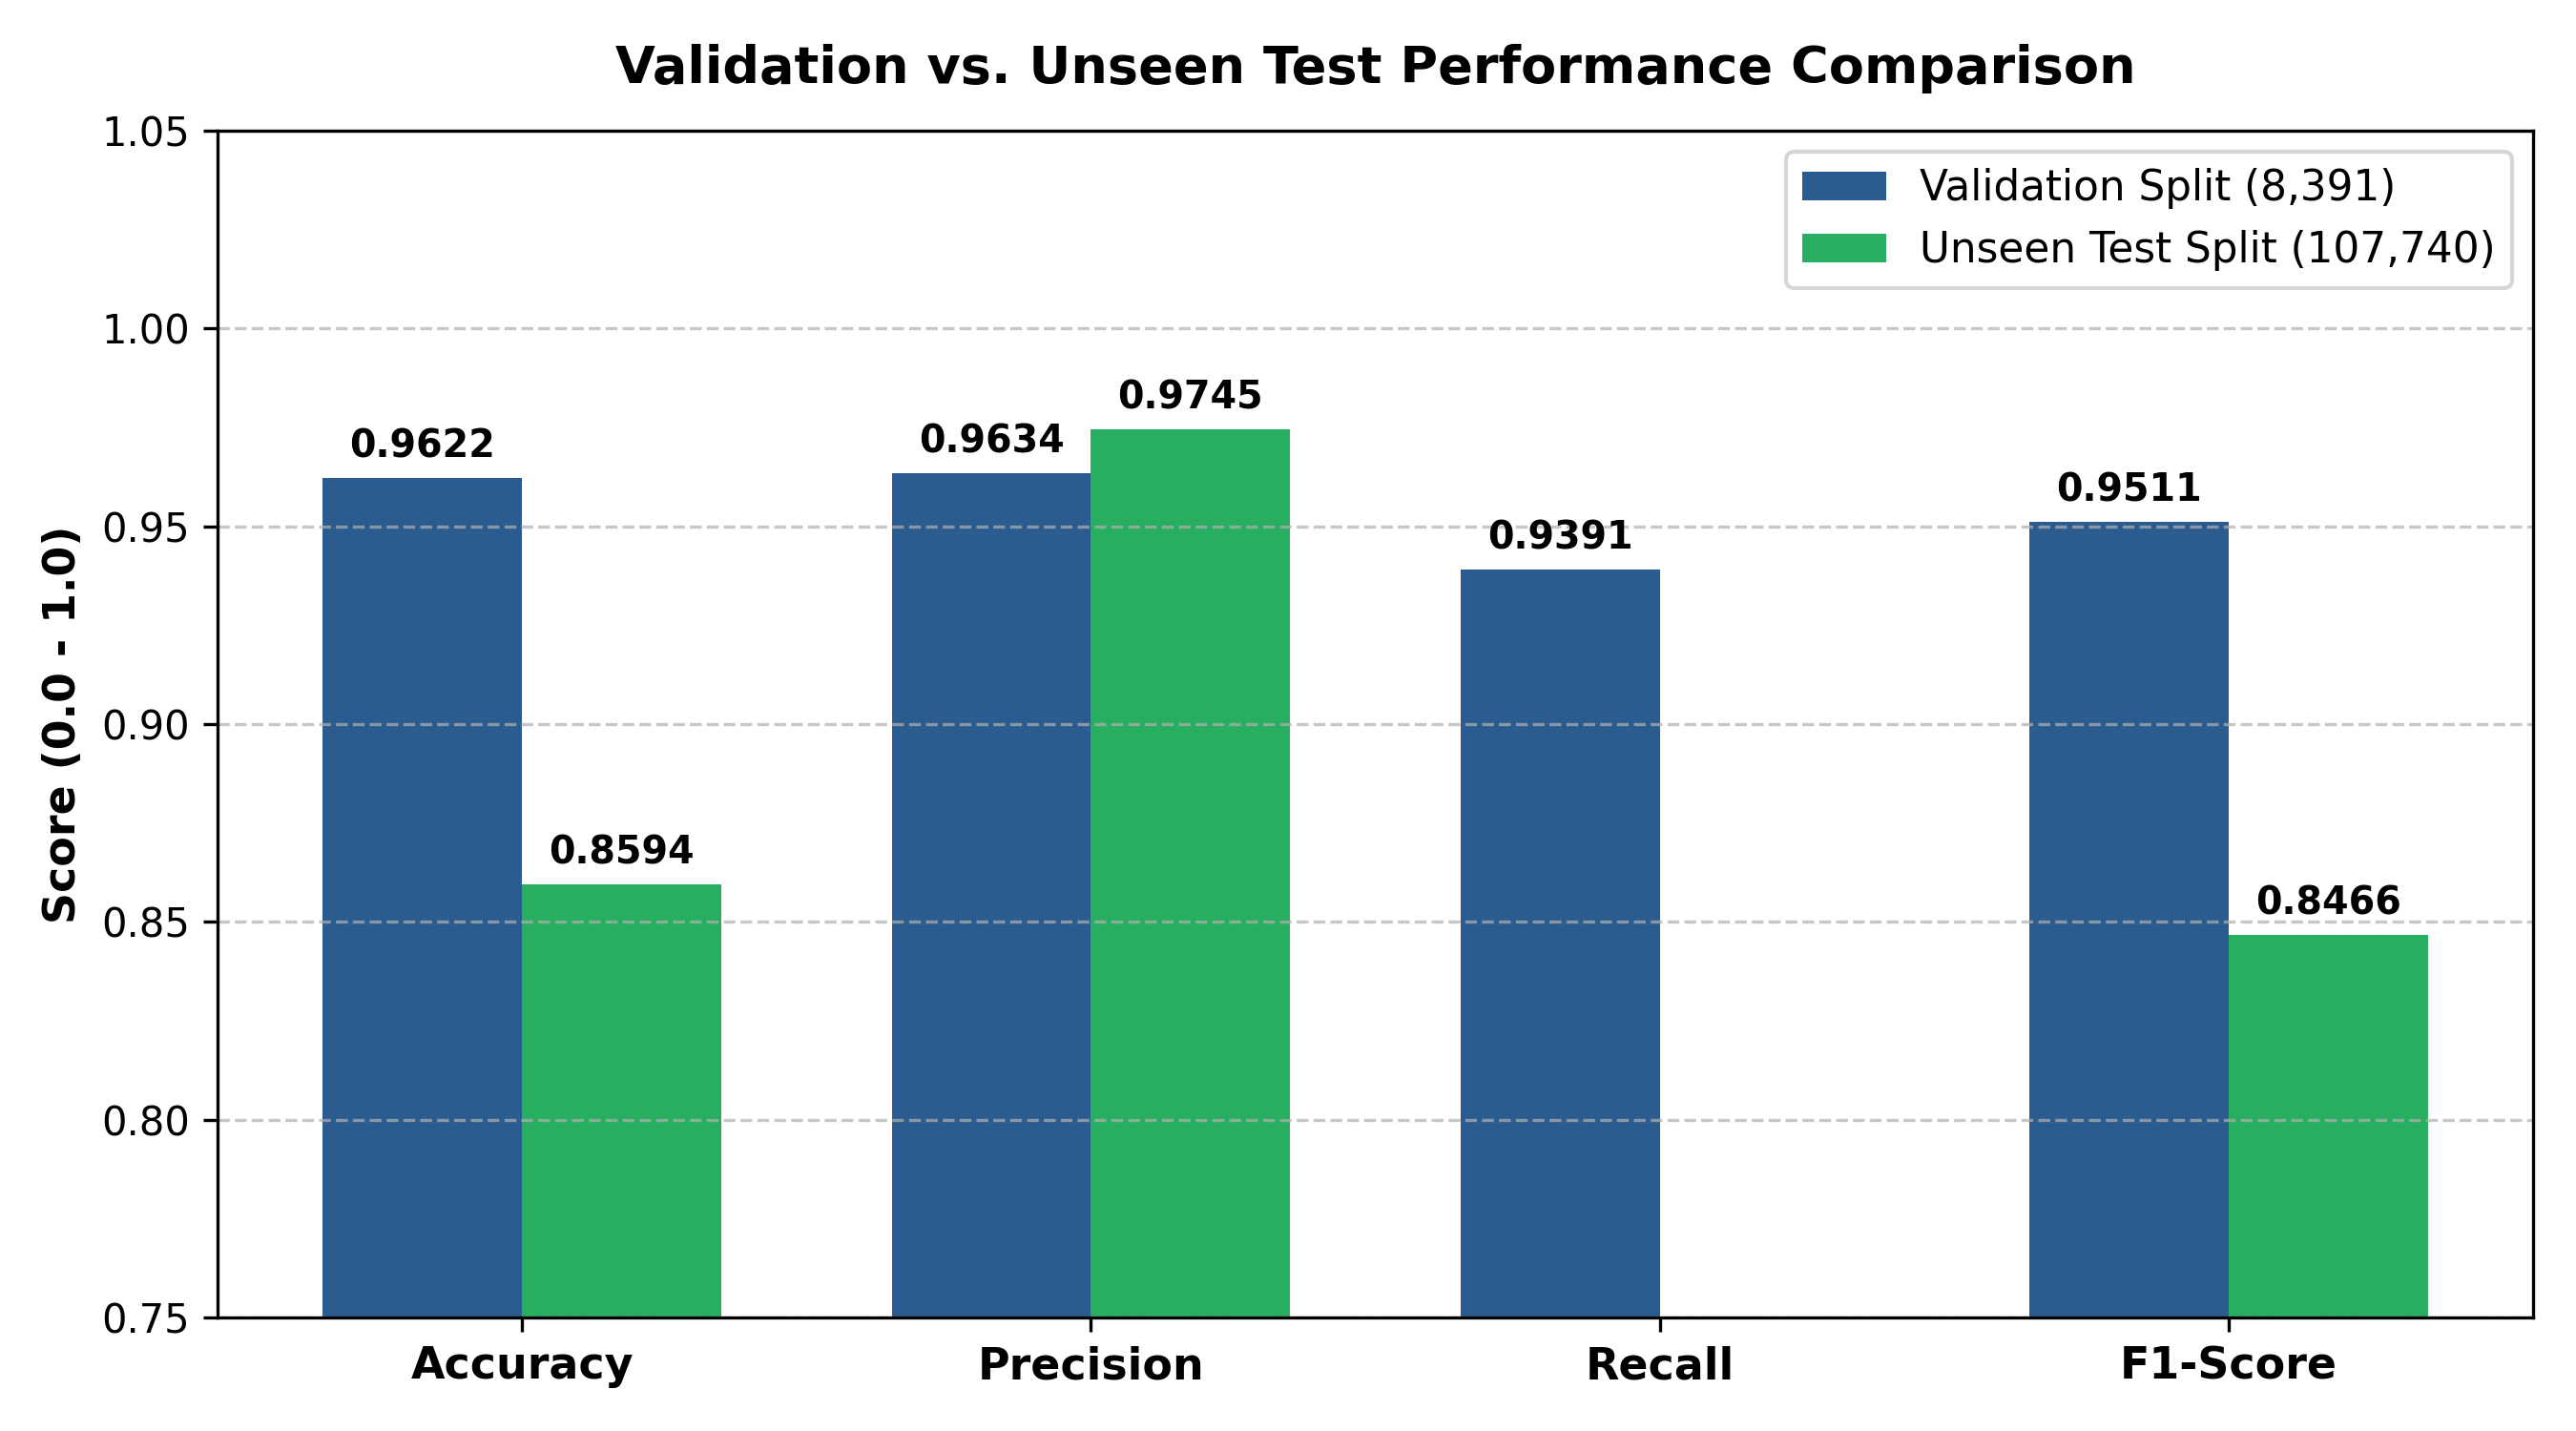 Validation vs. Unseen Test Performance Comparison
Validation Split (8,391)
Unseen Test Split (107,740)
Score (0.0 - 1.0)
1.05
1.00
0.95
0.90
0.85
0.80
0.75
0.9622
0.8594
0.9634
0.9745
0.9391
0.9511
0.8466
Accuracy
Precision
Recall
F1-Score